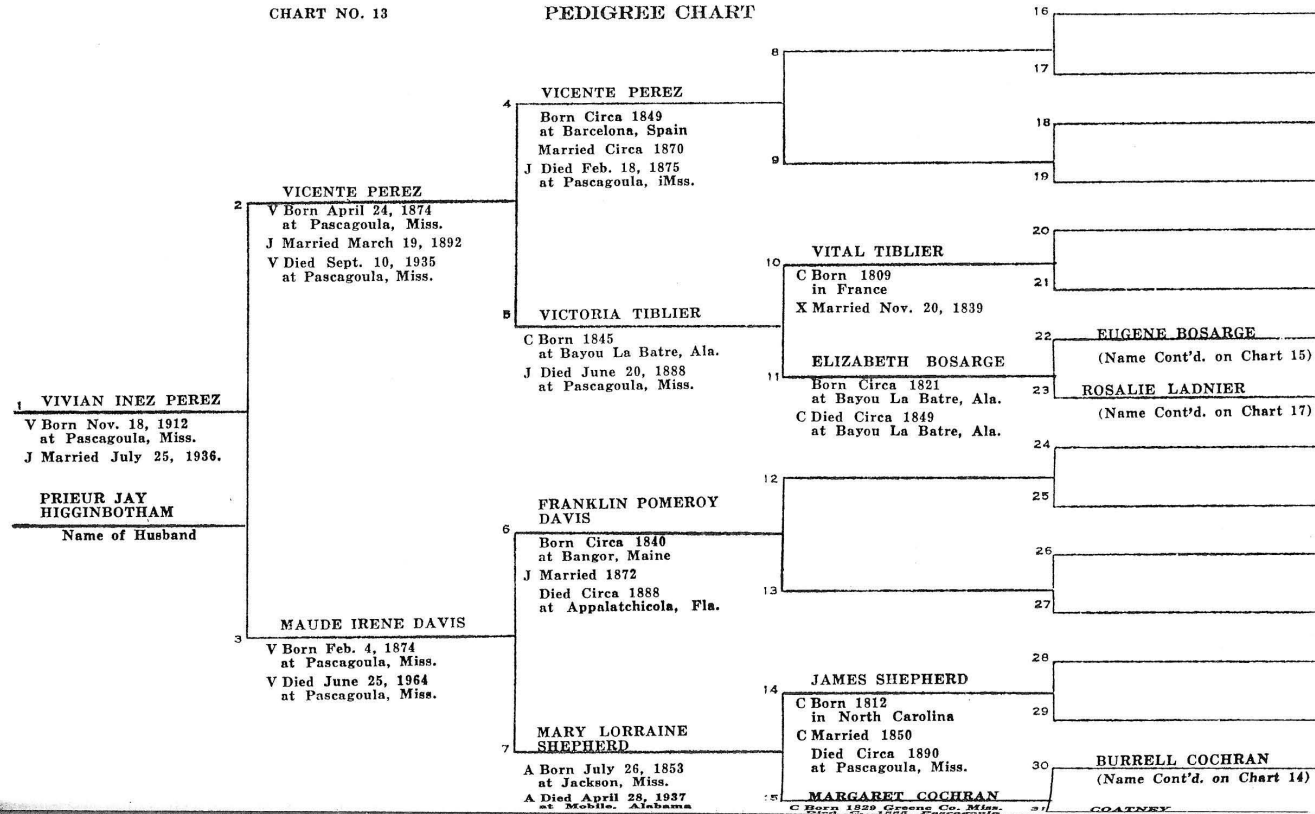 CHART NO. 13
PEDIGREE CHART
1 VIVIAN INEZ PEREZ
V Born Nov. 18, 1912
at Pascagoula, Miss.
J Married July 25, 1936.
PRIEUR JAY
HIGGINBOTHAM
Name of Husband
2 VICENTE PEREZ
V Born April 24, 1874
at Pascagoula, Miss.
J Married March 19, 1892
V Died Sept. 10, 1935
at Pascagoula, Miss.
3 MAUDE IRENE DAVIS
V Born Feb. 4, 1874
at Pascagoula, Miss.
V Died June 25, 1964
at Pascagoula, Miss.
4 VICENTE PEREZ
Born Circa 1849
at Barcelona, Spain
Married Circa 1870
J Died Feb. 18, 1875
at Pascagoula, iMss.
5 VICTORIA TIBLIER
C Born 1845
at Bayou La Batre, Ala.
J Died June 20, 1888
at Pascagoula, Miss.
6 FRANKLIN POMEROY
DAVIS
Born Circa 1840
at Bangor, Maine
J Married 1872
Died Circa 1888
at Appalatchicola, Fla.
7 MARY LORRAINE
SHEPHERD
A Born July 26, 1853
at Jackson, Miss.
A Died April 28, 1937
at Mobile, Alabama
8
9
10 VITAL TIBLIER
C Born 1809
in France
X Married Nov. 20, 1839
11 ELIZABETH BOSARGE
Born Circa 1821
at Bayou La Batre, Ala.
C Died Circa 1849
at Bayou La Batre, Ala.
12
13
14 JAMES SHEPHERD
C Born 1812
in North Carolina
C Married 1850
Died Circa 1890
at Pascagoula, Miss.
15 MARGARET COCHRAN
C Born 1829 Greene Co. Miss.
16
17
18
19
20
21
22 EUGENE BOSARGE
(Name Cont'd. on Chart 15)
23 ROSALIE LADNIER
(Name Cont'd. on Chart 17)
24
25
26
27
28
29
30 BURRELL COCHRAN
(Name Cont'd. on Chart 14)
31 COATNEY